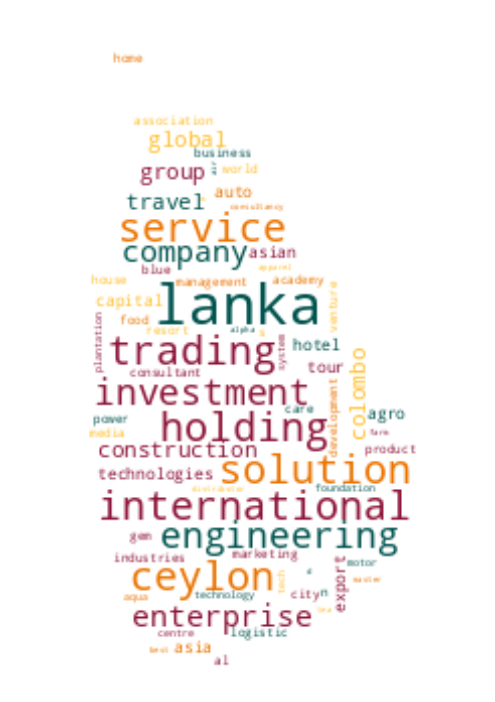 home
association
global
business
group
world
travel
auto
consultancy
service
company
asian
blue
apparel
house
management
academy
capital
lanka
venture
food
resort
alpha
plantation
trading
system
hotel
consultant
tour
investment
development
colombo
care
power
holding
agro
media
farm
construction
product
technologies
solution
distributor
foundation
international
engineering
gem
industries
marketing
motor
ceylon
tech
master
export
aqua
technology
city
n
enterprise
tea
centre
logistic
best
asia
al